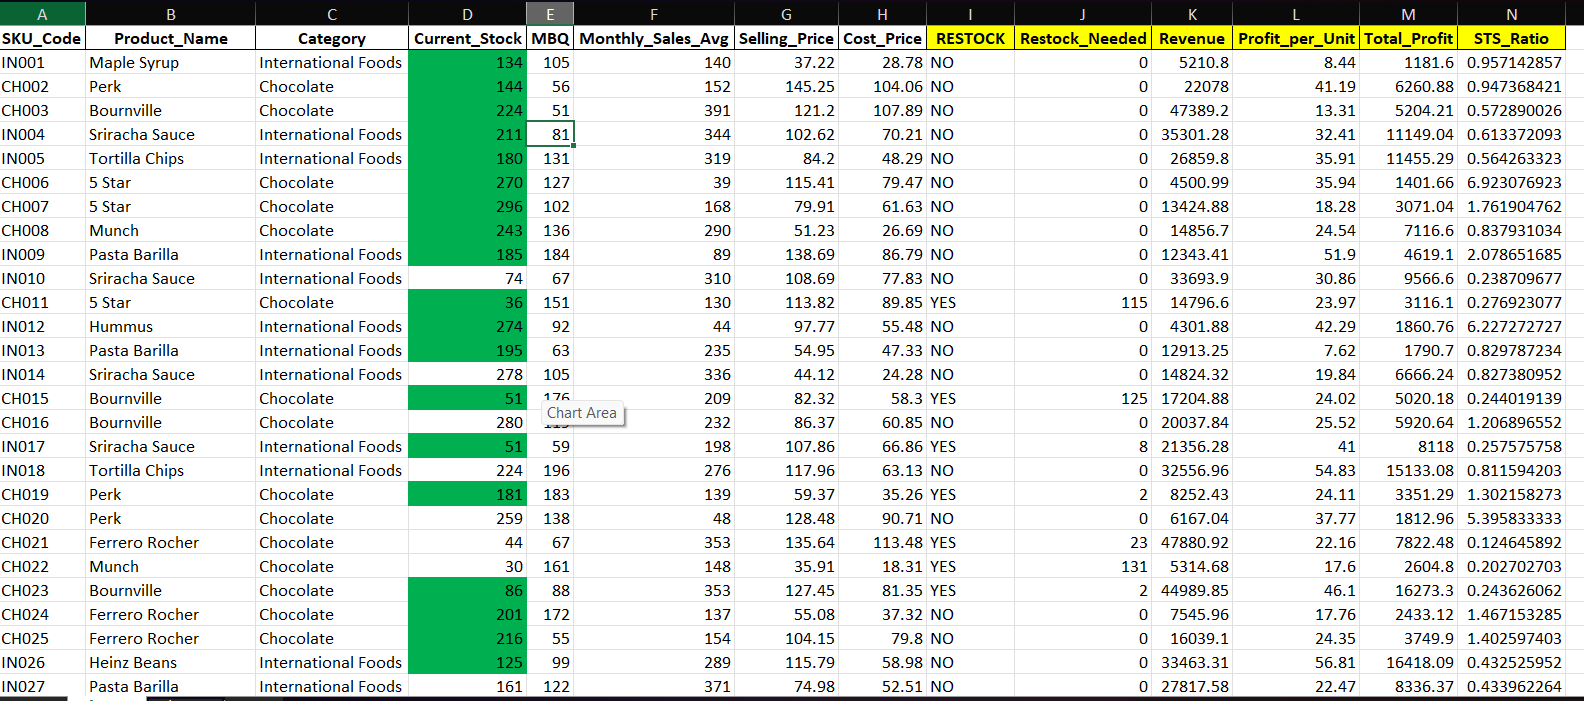 A B C D E F G H I J K L M N
SKU_Code Product_Name Category Current_Stock MBQ Monthly_Sales_Avg Selling_Price Cost_Price RESTOCK Restock_Needed Revenue Profit_per_Unit Total_Profit STS_Ratio
IN001 Maple Syrup International Foods 134 105 140 37.22 28.78 NO 0 5210.8 8.44 1181.6 0.957142857
CH002 Perk Chocolate 144 56 152 145.25 104.06 NO 0 22078 41.19 6260.88 0.947368421
CH003 Bournville Chocolate 224 51 391 121.2 107.89 NO 0 47389.2 13.31 5204.21 0.572890026
IN004 Sriracha Sauce International Foods 211 81 344 102.62 70.21 NO 0 35301.28 32.41 11149.04 0.613372093
IN005 Tortilla Chips International Foods 180 131 319 84.2 48.29 NO 0 26859.8 35.91 11455.29 0.564263323
CH006 5 Star Chocolate 270 127 39 115.41 79.47 NO 0 4500.99 35.94 1401.66 6.923076923
CH007 5 Star Chocolate 296 102 168 79.91 61.63 NO 0 13424.88 18.28 3071.04 1.761904762
CH008 Munch Chocolate 243 136 290 51.23 26.69 NO 0 14856.7 24.54 7116.6 0.837931034
IN009 Pasta Barilla International Foods 185 184 89 138.69 86.79 NO 0 12343.41 51.9 4619.1 2.078651685
IN010 Sriracha Sauce International Foods 74 67 310 108.69 77.83 NO 0 33693.9 30.86 9566.6 0.238709677
CH011 5 Star Chocolate 36 151 130 113.82 89.85 YES 115 14796.6 23.97 3116.1 0.276923077
IN012 Hummus International Foods 274 92 44 97.77 55.48 NO 0 4301.88 42.29 1860.76 6.227272727
IN013 Pasta Barilla International Foods 195 63 235 54.95 47.33 NO 0 12913.25 7.62 1790.7 0.829787234
IN014 Sriracha Sauce International Foods 278 105 336 44.12 24.28 NO 0 14824.32 19.84 6666.24 0.827380952
CH015 Bournville Chocolate 51 176 209 82.32 58.3 YES 125 17204.88 24.02 5020.18 0.244019139
Chart Area
CH016 Bournville Chocolate 280 232 86.37 60.85 NO 0 20037.84 25.52 5920.64 1.206896552
IN017 Sriracha Sauce International Foods 51 59 198 107.86 66.86 YES 8 21356.28 41 8118 0.257575758
IN018 Tortilla Chips International Foods 224 196 276 117.96 63.13 NO 0 32556.96 54.83 15133.08 0.811594203
CH019 Perk Chocolate 181 183 139 59.37 35.26 YES 2 8252.43 24.11 3351.29 1.302158273
CH020 Perk Chocolate 259 138 48 128.48 90.71 NO 0 6167.04 37.77 1812.96 5.395833333
CH021 Ferrero Rocher Chocolate 44 67 353 135.64 113.48 YES 23 47880.92 22.16 7822.48 0.124645892
CH022 Munch Chocolate 30 161 148 35.91 18.31 YES 131 5314.68 17.6 2604.8 0.202702703
CH023 Bournville Chocolate 86 88 353 127.45 81.35 YES 2 44989.85 46.1 16273.3 0.243626062
CH024 Ferrero Rocher Chocolate 201 172 137 55.08 37.32 NO 0 7545.96 17.76 2433.12 1.467153285
CH025 Ferrero Rocher Chocolate 216 55 154 104.15 79.8 NO 0 16039.1 24.35 3749.9 1.402597403
IN026 Heinz Beans International Foods 125 99 289 115.79 58.98 NO 0 33463.31 56.81 16418.09 0.432525952
IN027 Pasta Barilla International Foods 161 122 371 74.98 52.51 NO 0 27817.58 22.47 8336.37 0.433962264